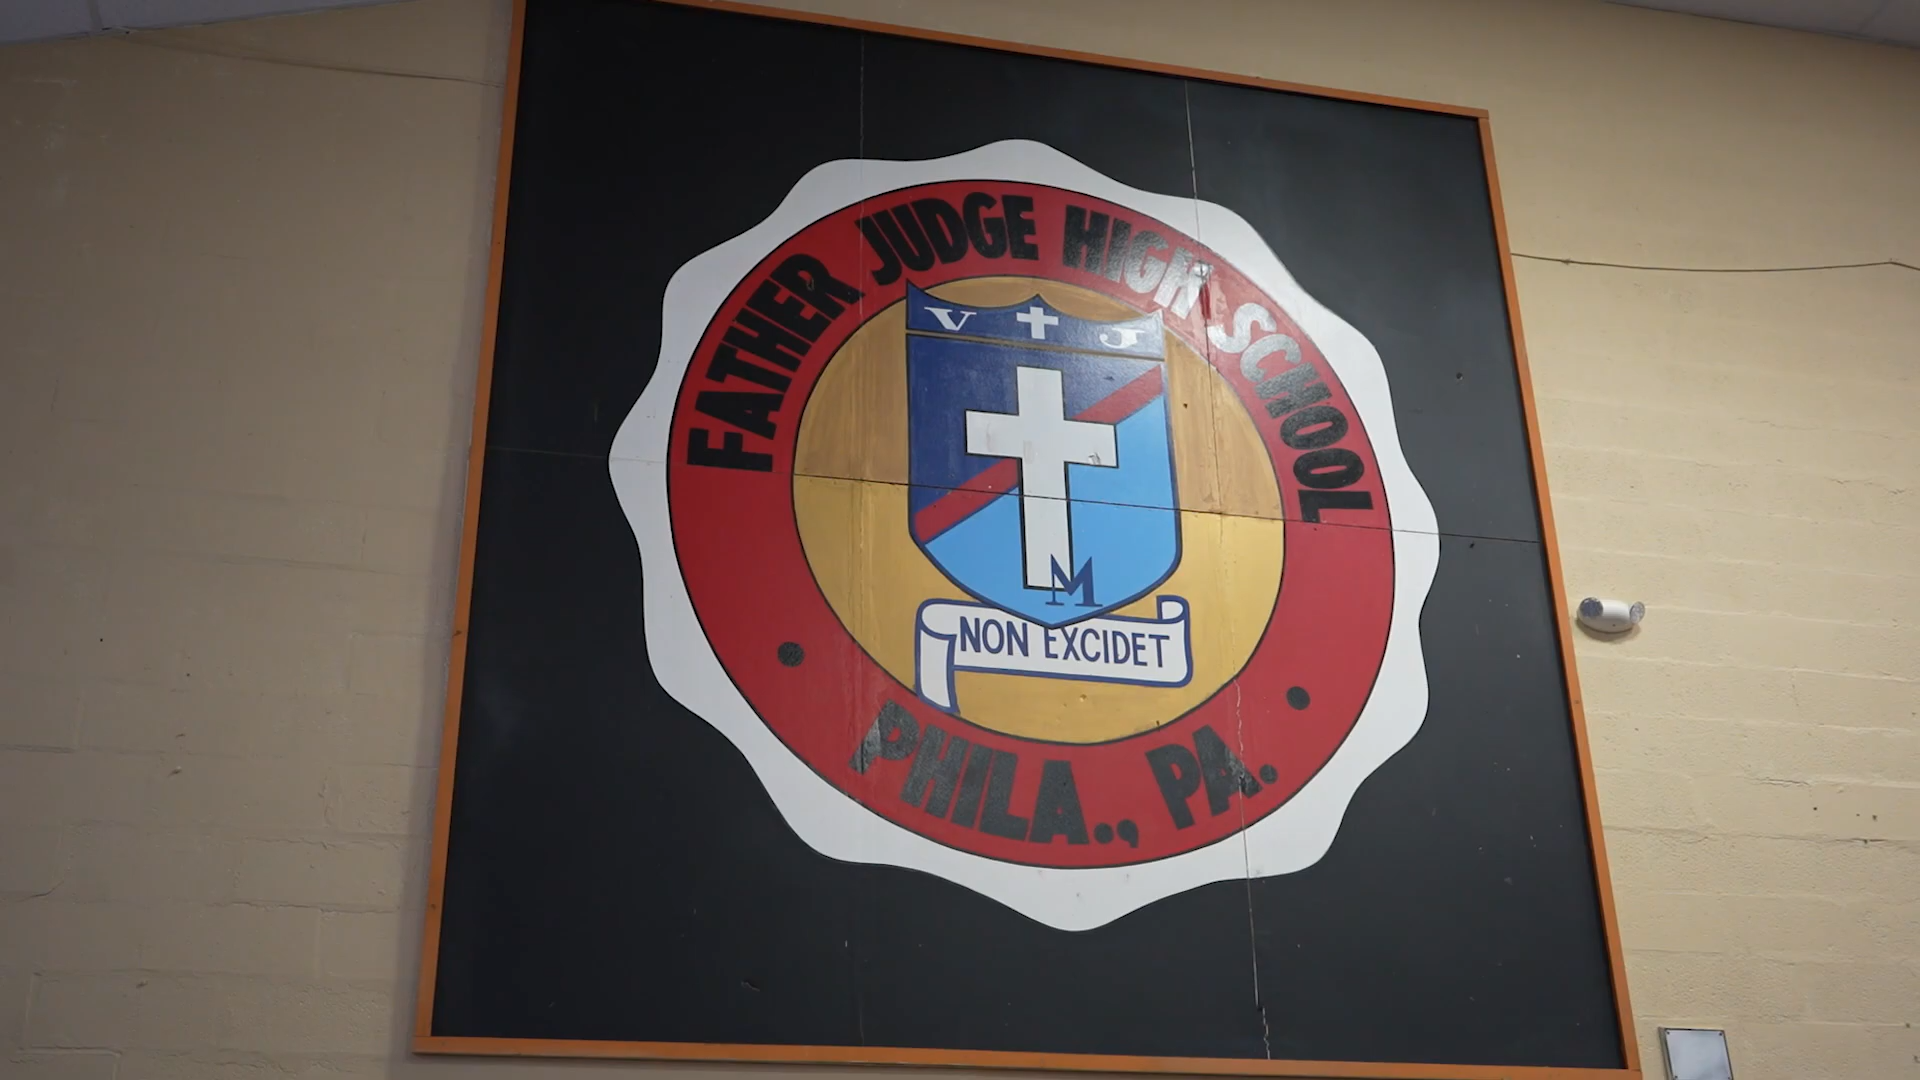 FATHER JUDGE HIGH SCHOOL
V J
M
NON EXCIDET
PHILA., PA.